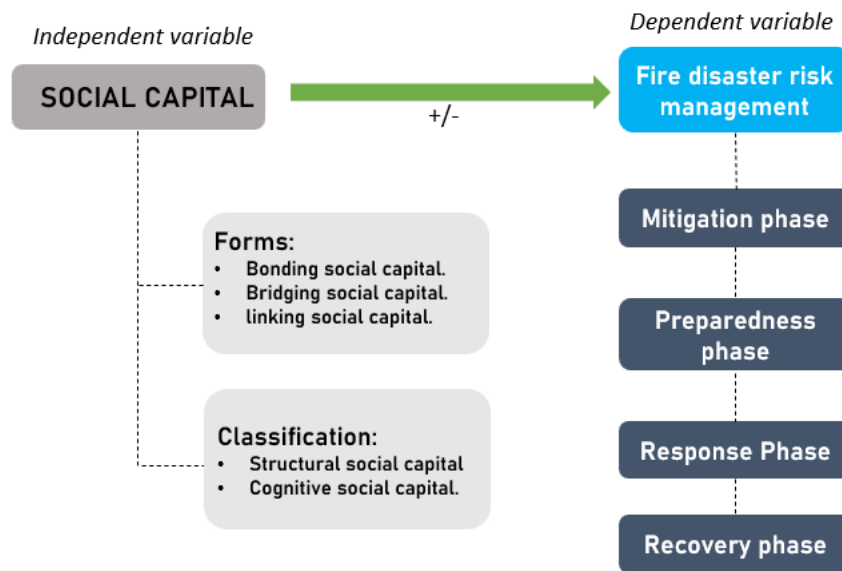 Independent variable
SOCIAL CAPITAL
+/-
Dependent variable
Fire disaster risk
management
Forms:
• Bonding social capital.
• Bridging social capital.
• linking social capital.
Classification:
• Structural social capital
• Cognitive social capital.
Mitigation phase
Preparedness
phase
Response Phase
Recovery phase